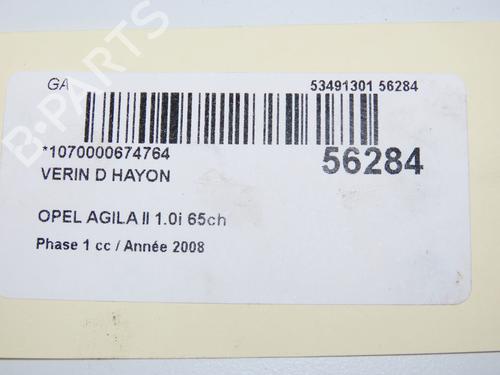 GA 53491301 56284
*1070000674764 56284
VERIN D HAYON
OPEL AGILA II 1.0i 65ch
Phase 1 cc / Année 2008
B-PARTS